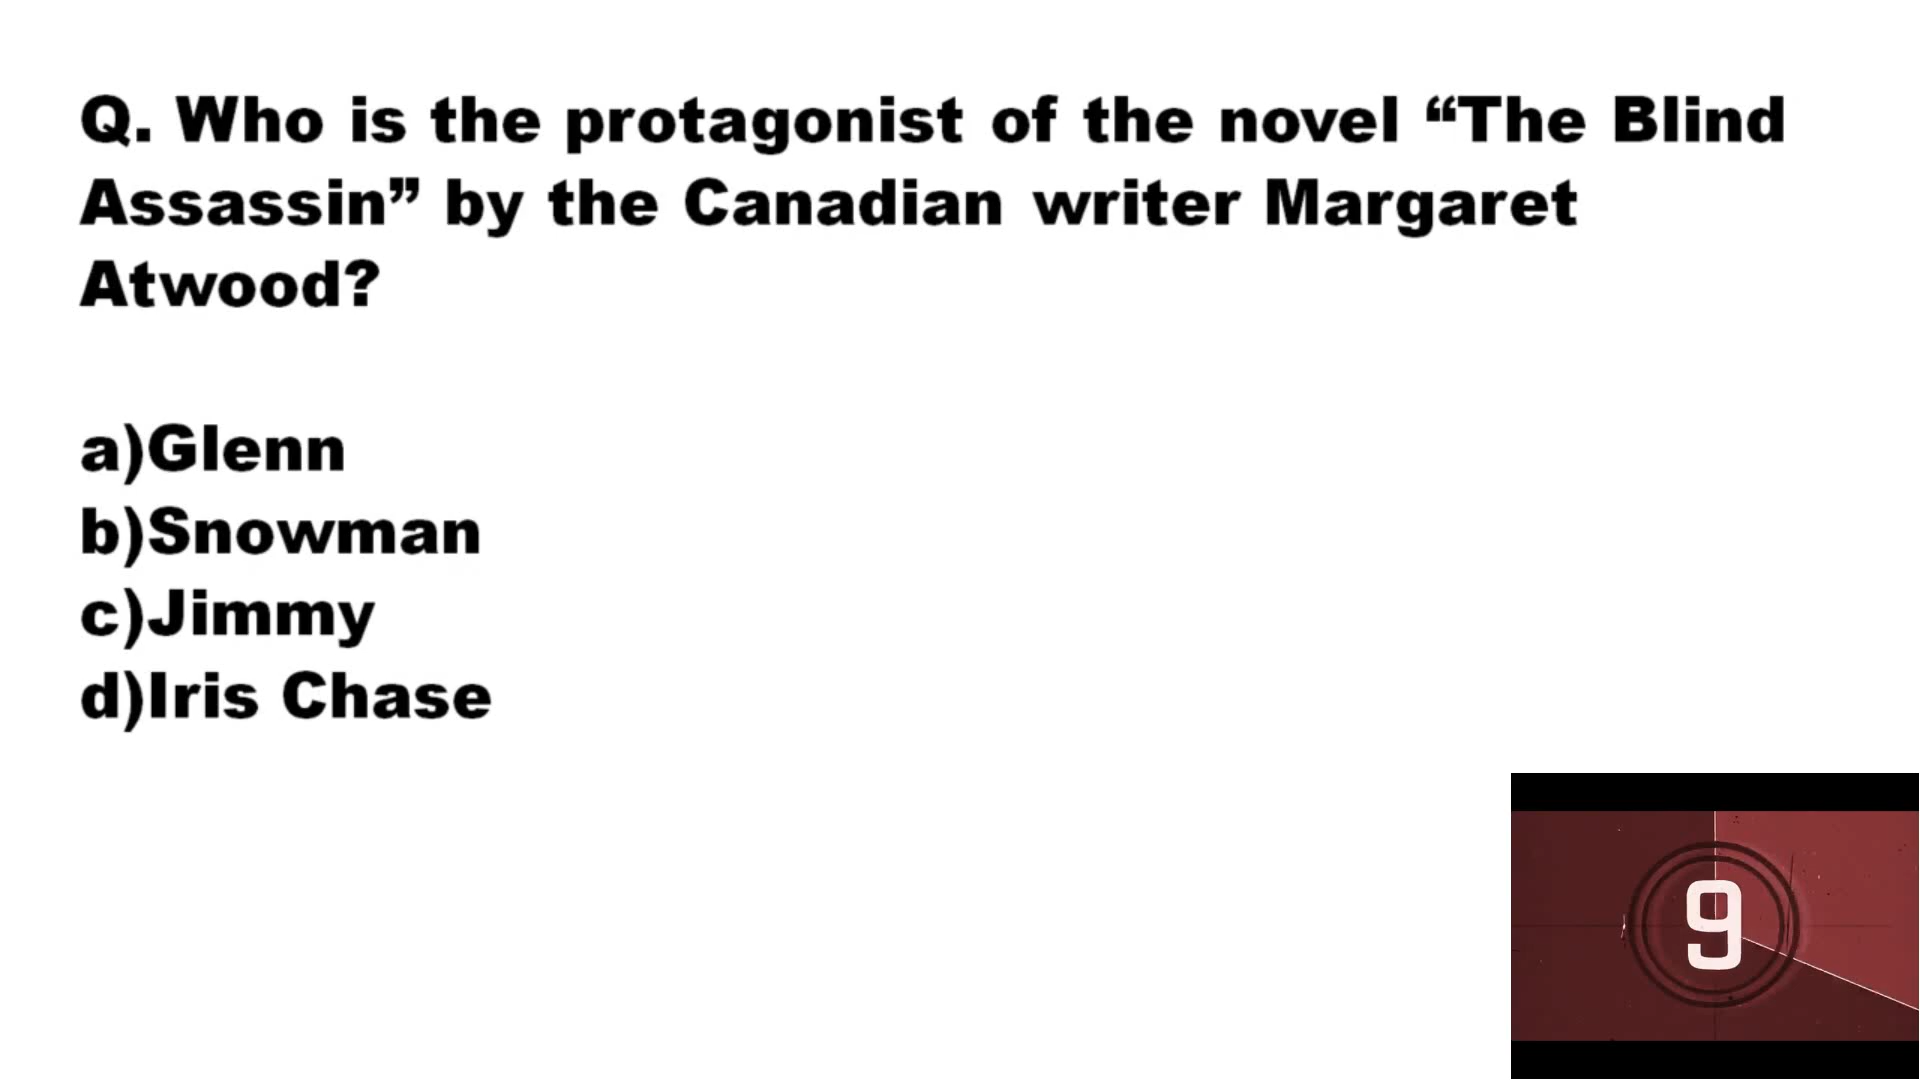 Q. Who is the protagonist of the novel “The Blind
Assassin” by the Canadian writer Margaret
Atwood?
a)Glenn
b)Snowman
c)Jimmy
d)Iris Chase
9